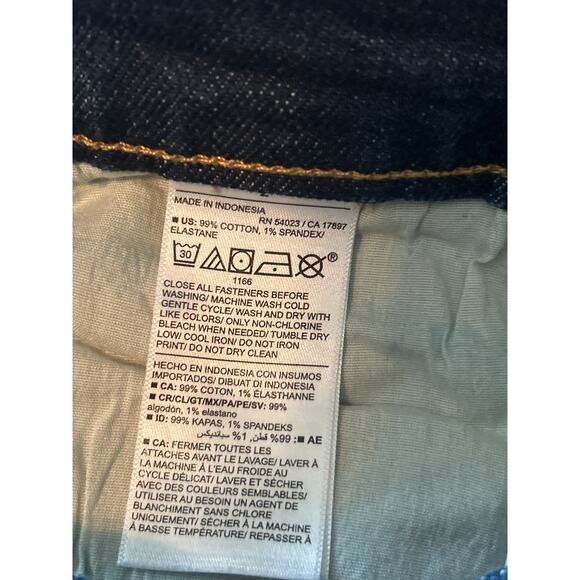 MADE IN INDONESIA
RN 54023 / CA 17897
■ US: 99% COTTON, 1% SPANDEX/
ELASTANE
30
®
1166
CLOSE ALL FASTENERS BEFORE
WASHING/ MACHINE WASH COLD
GENTLE CYCLE/ WASH AND DRY WITH
LIKE COLORS/ ONLY NON-CHLORINE
BLEACH WHEN NEEDED/ TUMBLE DRY
LOW/ COOL IRON/ DO NOT IRON
PRINT/ DO NOT DRY CLEAN
HECHO EN INDONESIA CON INSUMOS
IMPORTADOS/ DIBUAT DI INDONESIA
■ CA: 99% COTON, 1% ÉLASTHANNE
■ CR/CL/GT/MX/PA/PE/SV: 99%
algodón, 1% elastano
■ ID: 99% KAPAS, 1% SPANDEKS
■ AE: 99% قطن, 1% سباندیکس
■ CA: FERMER TOUTES LES
ATTACHES AVANT LE LAVAGE/ LAVER À
LA MACHINE À L'EAU FROIDE AU
CYCLE DÉLICAT/ LAVER ET SÉCHER
AVEC DES COULEURS SEMBLABLES/
UTILISER AU BESOIN UN AGENT DE
BLANCHIMENT SANS CHLORE
UNIQUEMENT/ SÉCHER À LA MACHINE
À BASSE TEMPÉRATURE/ REPASSER À